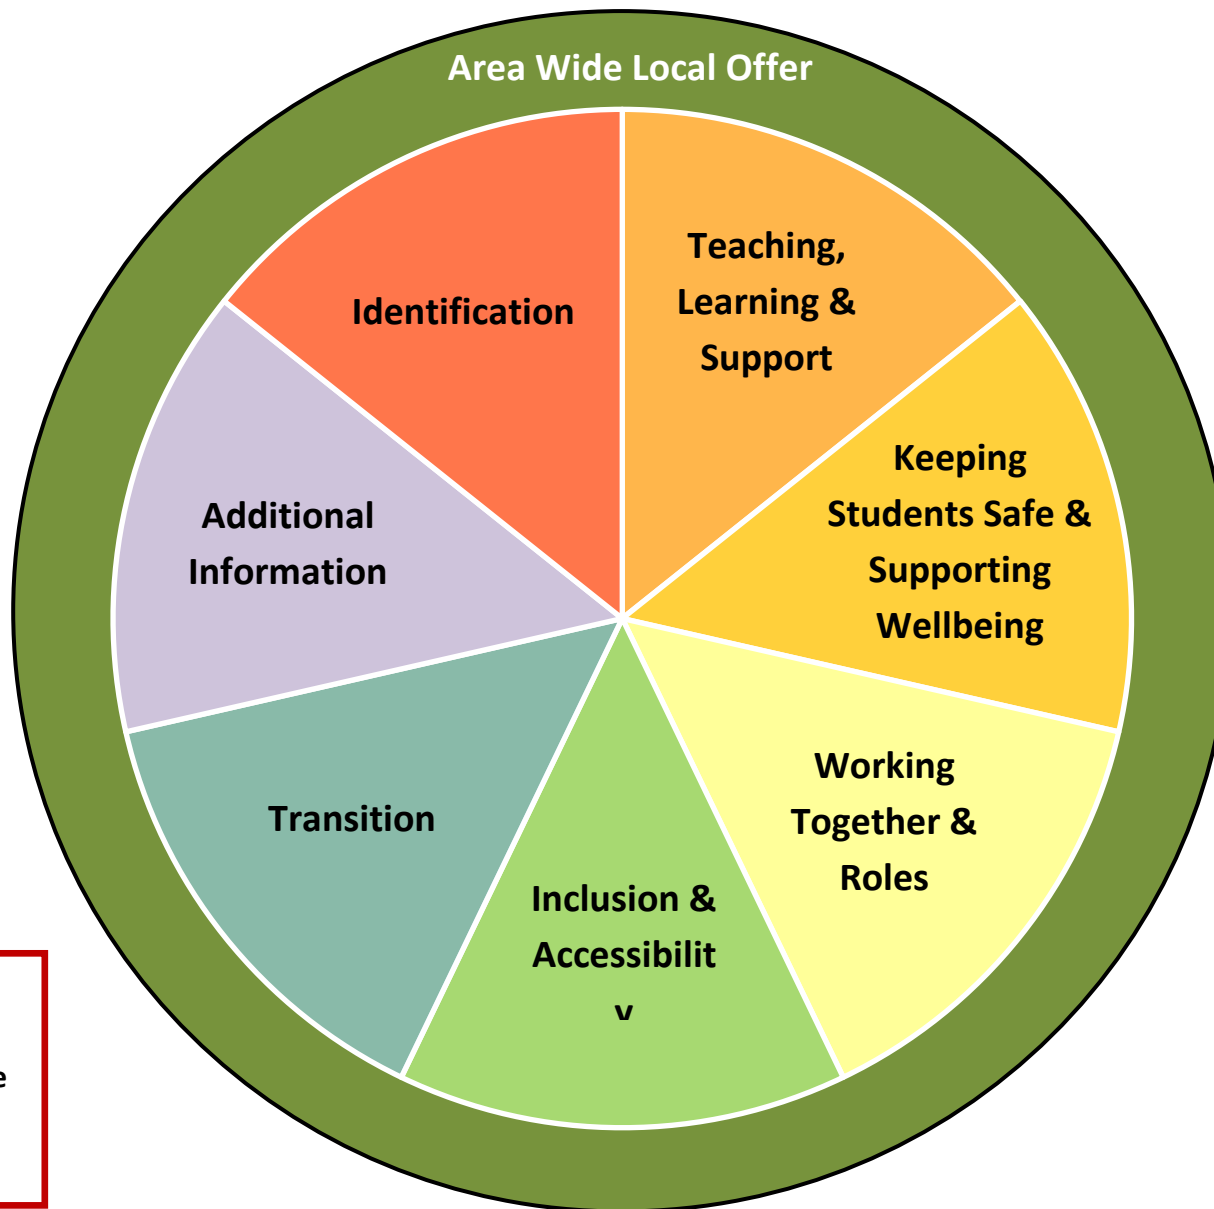 Area Wide Local Offer
Teaching,
Learning &
Support
Keeping
Students Safe &
Supporting
Wellbeing
Working
Together &
Roles
Inclusion &
Accessibilit
y
Transition
Additional
Information
Identification
e